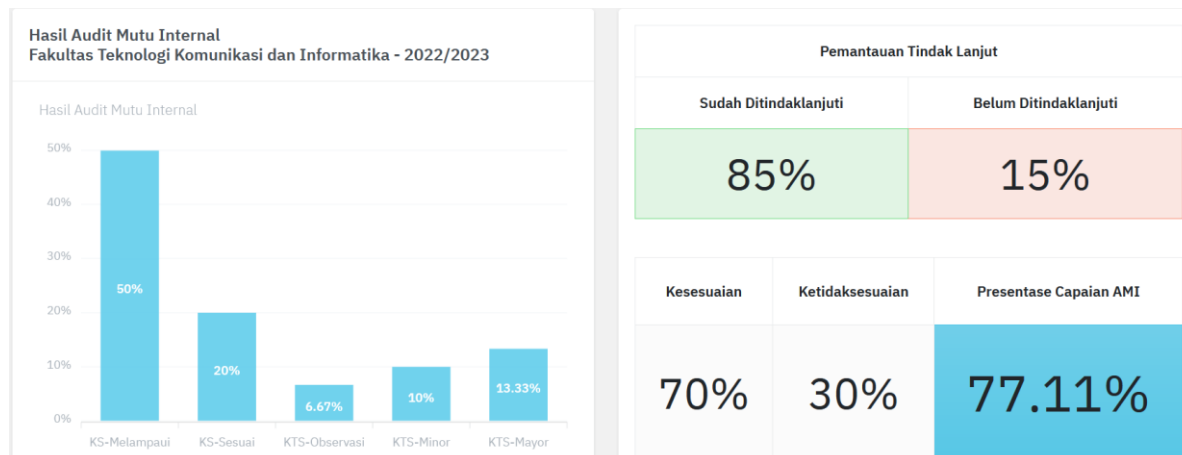 Hasil Audit Mutu Internal
Fakultas Teknologi Komunikasi dan Informatika - 2022/2023
Hasil Audit Mutu Internal
50%
40%
30%
20%
10%
0%
50%
20%
6.67%
10%
13.33%
KS-Melampaui KS-Sesuai KTS-Observasi KTS-Minor KTS-Mayor
Pemantauan Tindak Lanjut
Sudah Ditindaklanjuti Belum Ditindaklanjuti
85% 15%
Kesesuaian Ketidaksesuaian Presentase Capaian AMI
70% 30% 77.11%